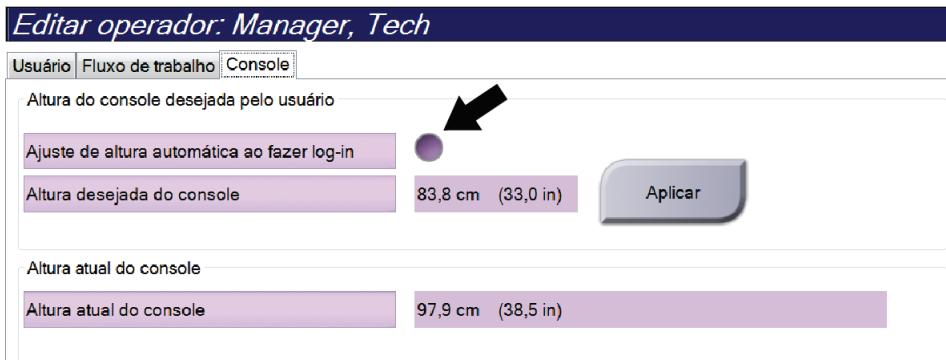 Editar operador: Manager, Tech
Usuário Fluxo de trabalho Console
Altura do console desejada pelo usuário
Ajuste de altura automática ao fazer log-in
Altura desejada do console 83,8 cm (33,0 in) Aplicar
Altura atual do console
Altura atual do console 97,9 cm (38,5 in)